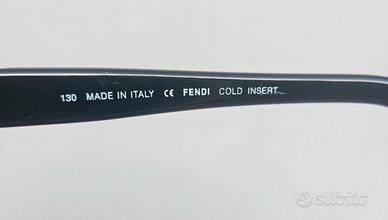 130 MADE IN ITALY CE FENDI COLD INSERT
subito